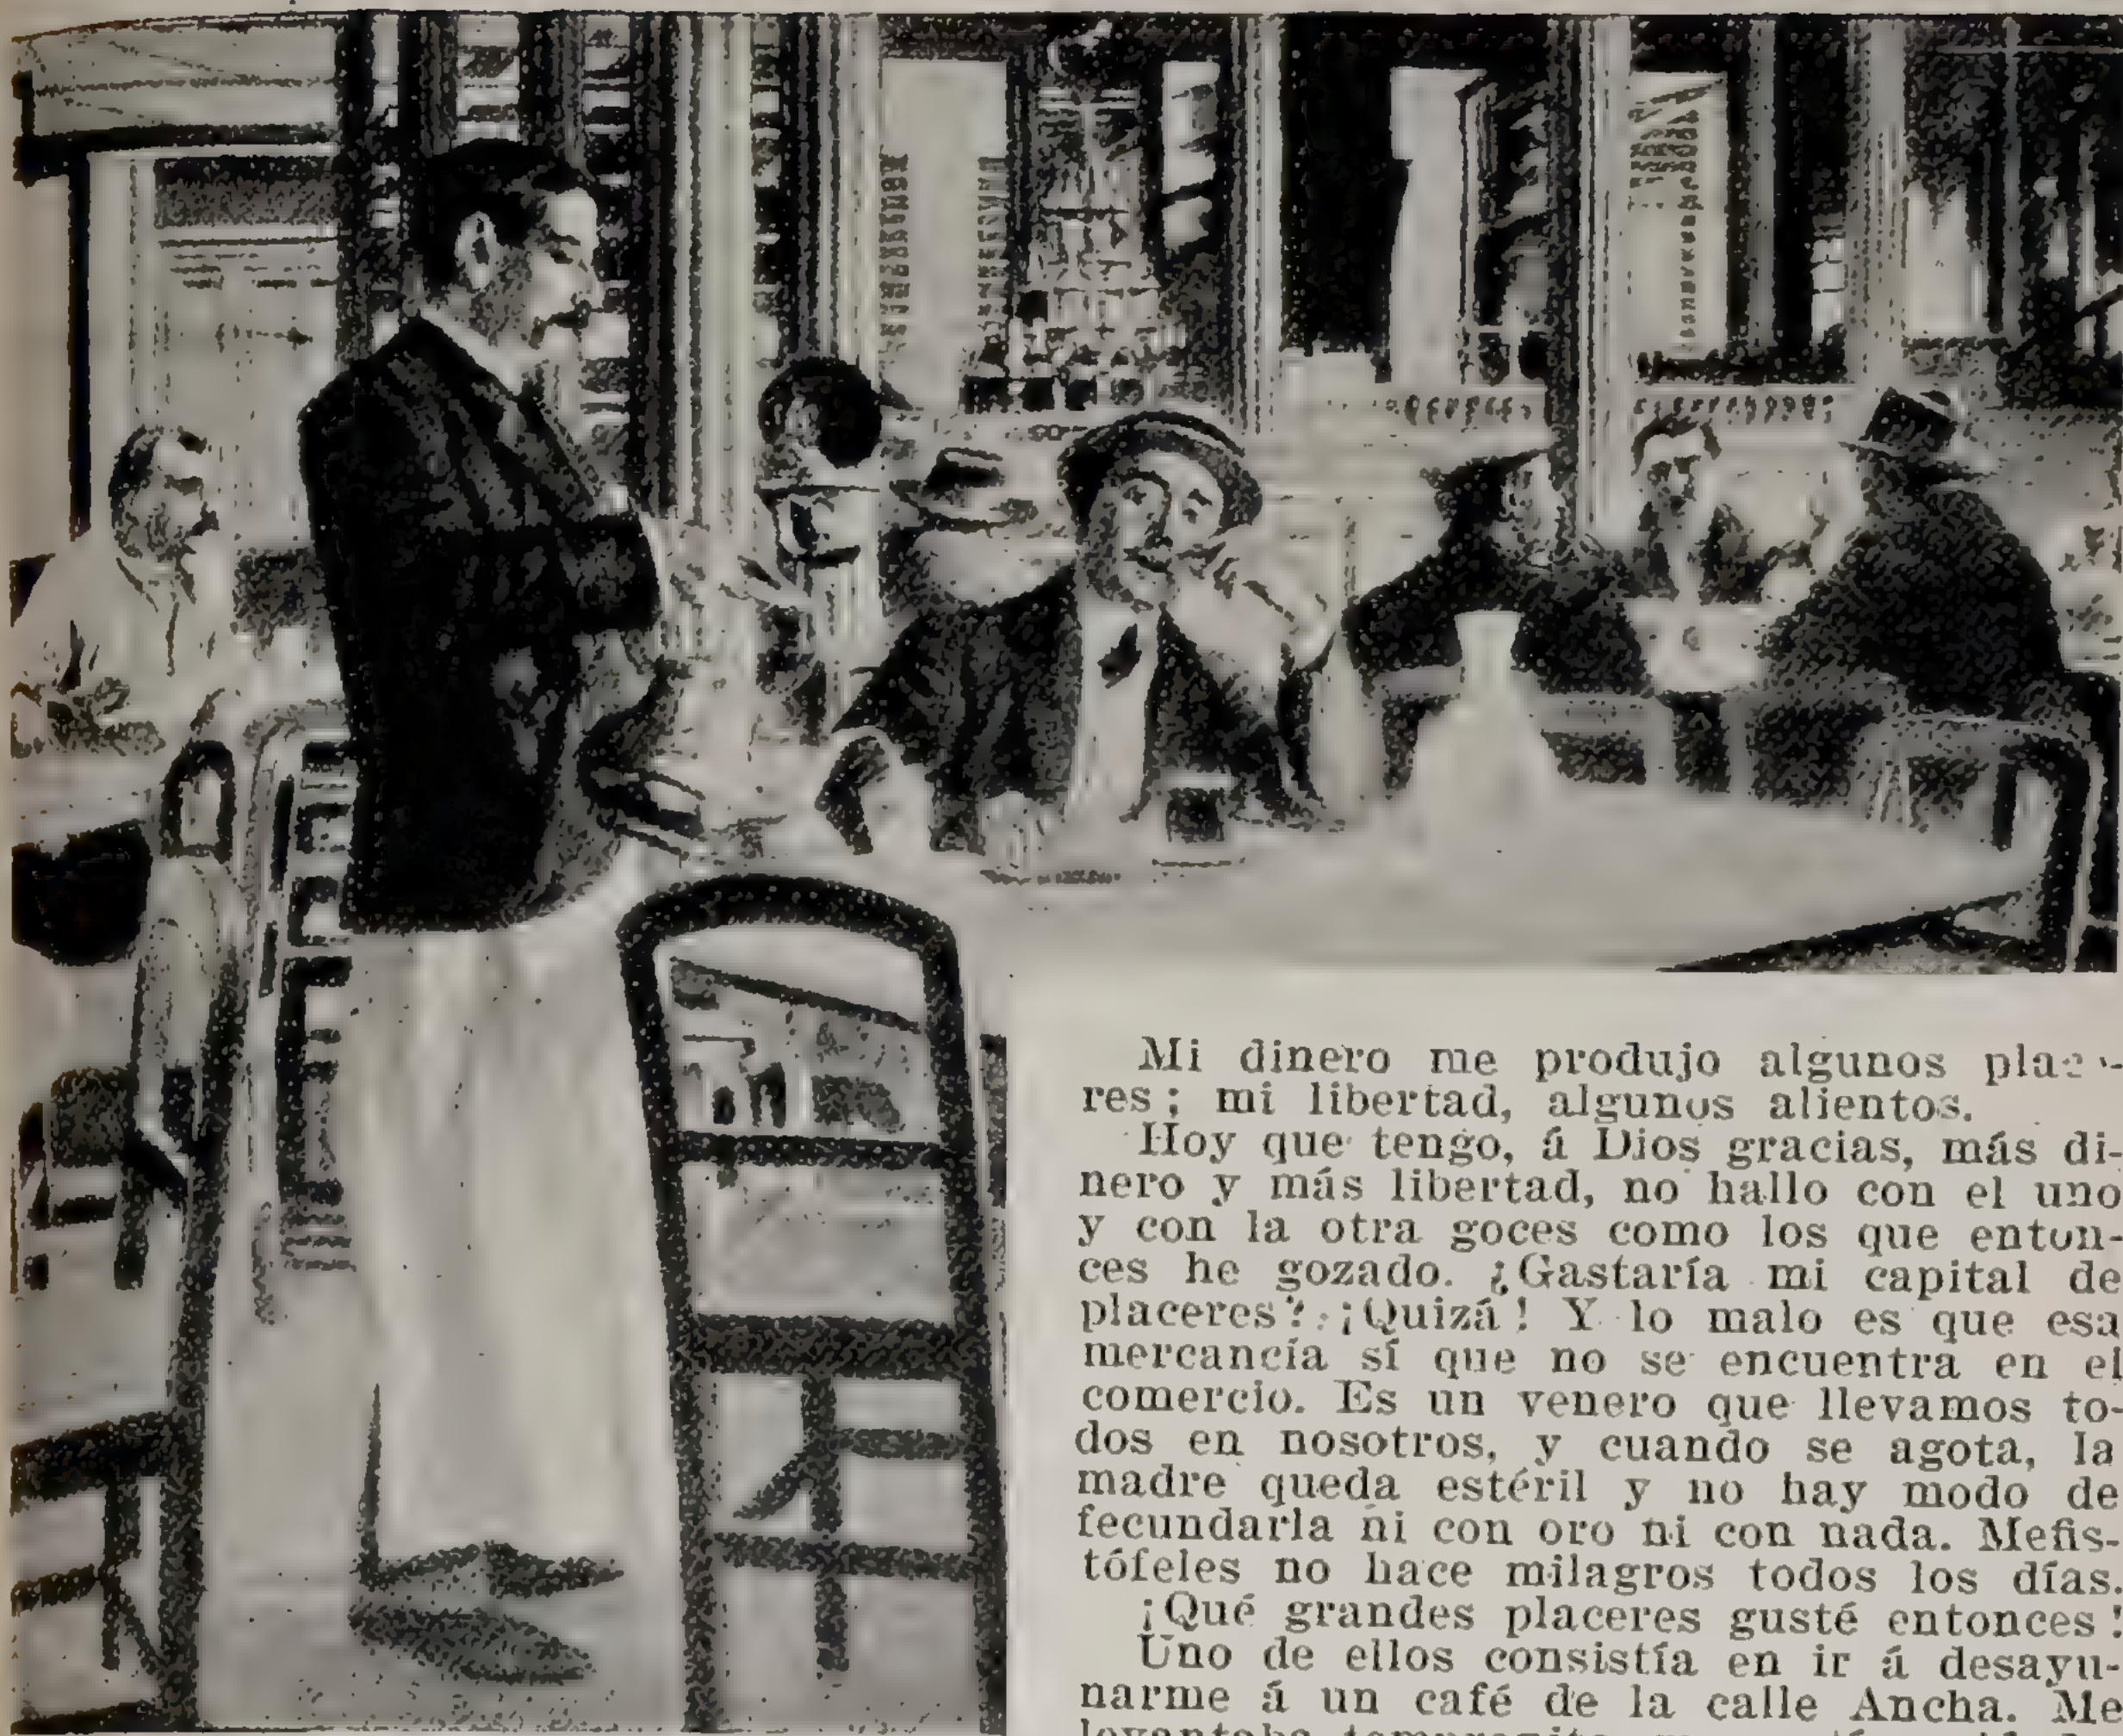 Mi dinero me produjo algunos place-
res; mi libertad, algunos alientos.
Hoy que tengo, á Dios gracias, más di-
nero y más libertad, no hallo con el uno
y con la otra goces como los que enton-
ces he gozado. ¿Gastaría mi capital de
placeres? ¡Quizá! Y lo malo es que esa
mercancía sí que no se encuentra en el
comercio. Es un venero que llevamos to-
dos en nosotros, y cuando se agota, la
madre queda estéril y no hay modo de
fecundarla ni con oro ni con nada. Mefis-
tófeles no hace milagros todos los días.
¡Qué grandes placeres gusté entonces!
Uno de ellos consistía en ir á desayu-
narme á un café de la calle Ancha. Me